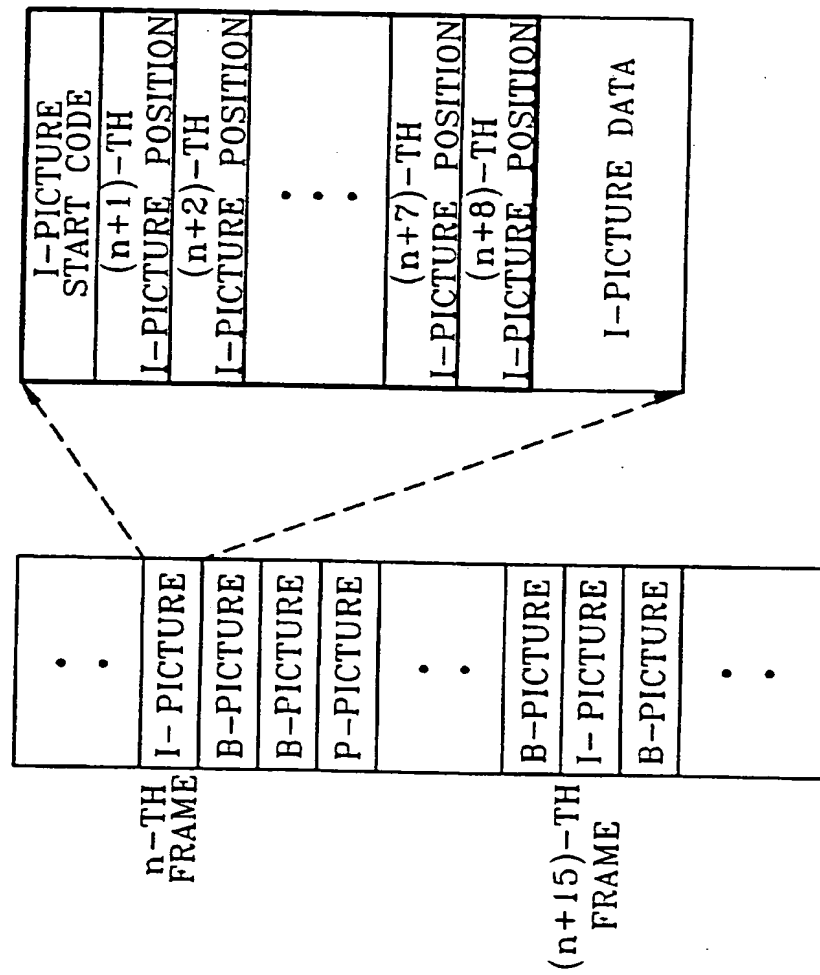 I-PICTURE
START CODE
(n+1)-TH
I-PICTURE POSITION
(n+2)-TH
I-PICTURE POSITION
• • •
(n+7)-TH
I-PICTURE POSITION
(n+8)-TH
I-PICTURE POSITION
I-PICTURE DATA
• •
I-PICTURE
B-PICTURE
B-PICTURE
P-PICTURE
• •
B-PICTURE
I-PICTURE
B-PICTURE
• •
n-TH
FRAME
(n+15)-TH
FRAME